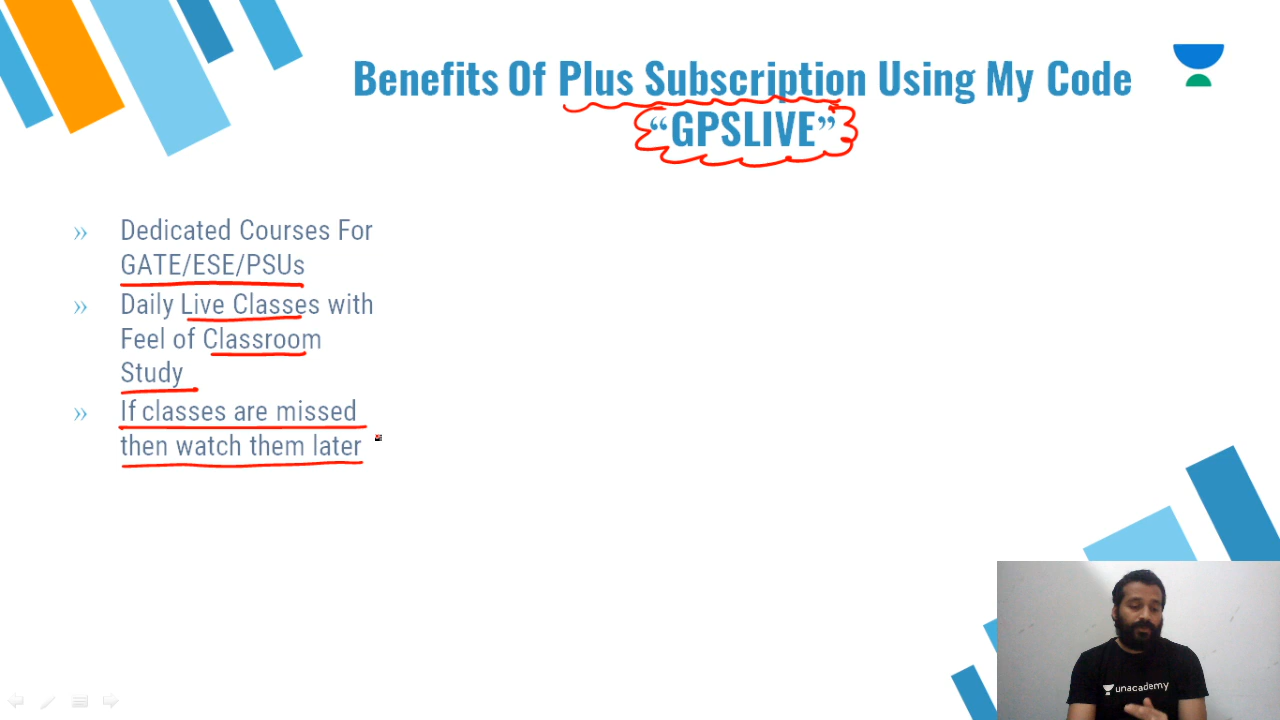 Benefits Of Plus Subscription Using My Code
“GPSLIVE”
» Dedicated Courses For
GATE/ESE/PSUs
» Daily Live Classes with
Feel of Classroom
Study
» If classes are missed
then watch them later
unacademy